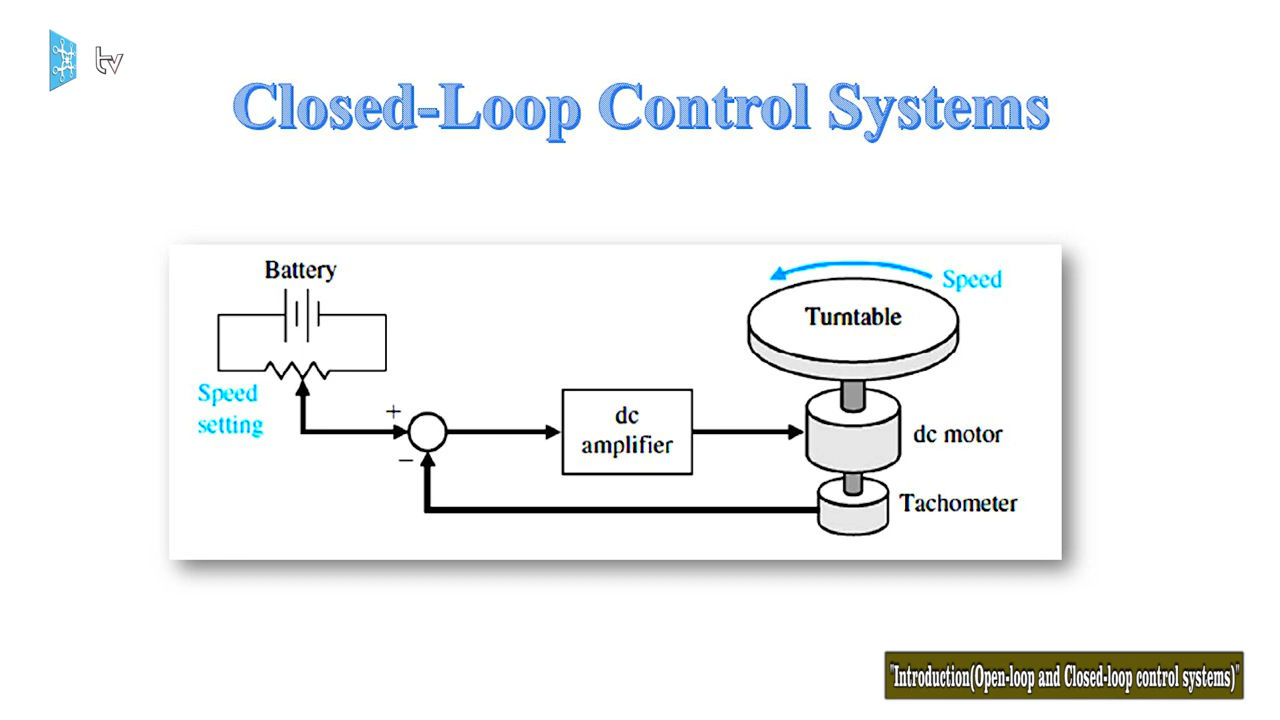 tv
Closed-Loop Control Systems
Battery
Speed
Turntable
Speed
setting
+
−
dc
amplifier
dc motor
Tachometer
"Introduction(Open-loop and Closed-loop control systems)"